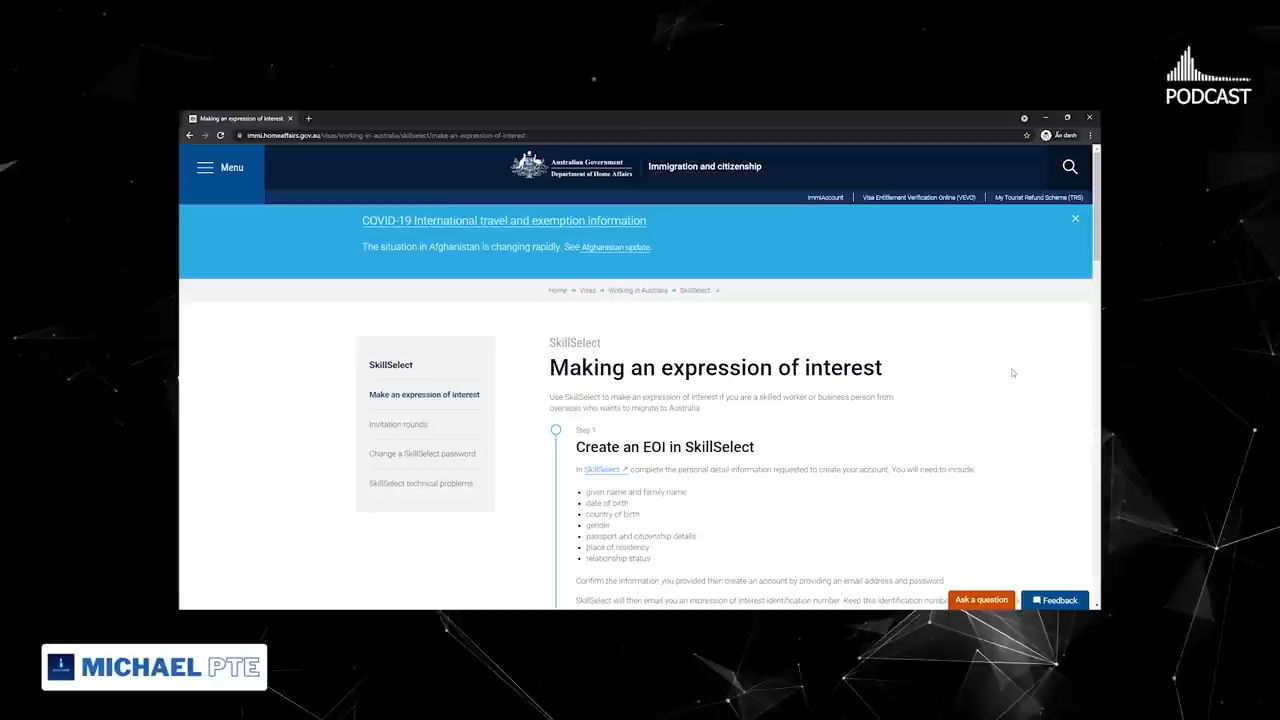 PODCAST
Making an expression of interest
immi.homeaffairs.gov.au/visas/working-in-australia/skillselect/make-an-expression-of-interest
Ẩn danh
Menu
Australian Government
Department of Home Affairs
Immigration and citizenship
ImmiAccount
Visa Entitlement Verification Online (VEVO)
My Tourist Refund Scheme (TRS)
COVID-19 International travel and exemption information
The situation in Afghanistan is changing rapidly. See Afghanistan update.
Home → Visas → Working in Australia → SkillSelect
SkillSelect
Make an expression of interest
Invitation rounds
Change a SkillSelect password
SkillSelect technical problems
SkillSelect
Making an expression of interest
Use SkillSelect to make an expression of interest if you are a skilled worker or business person from
overseas who wants to migrate to Australia
Step 1
Create an EOI in SkillSelect
In SkillSelect complete the personal detail information requested to create your account. You will need to include:
• given name and family name
• date of birth
• country of birth
• gender
• passport and citizenship details
• place of residency
• relationship status
Confirm the information you provided then create an account by providing an email address and password
SkillSelect will then email you an expression of interest identification number. Keep this identification
Ask a question
Feedback
MICHAEL PTE